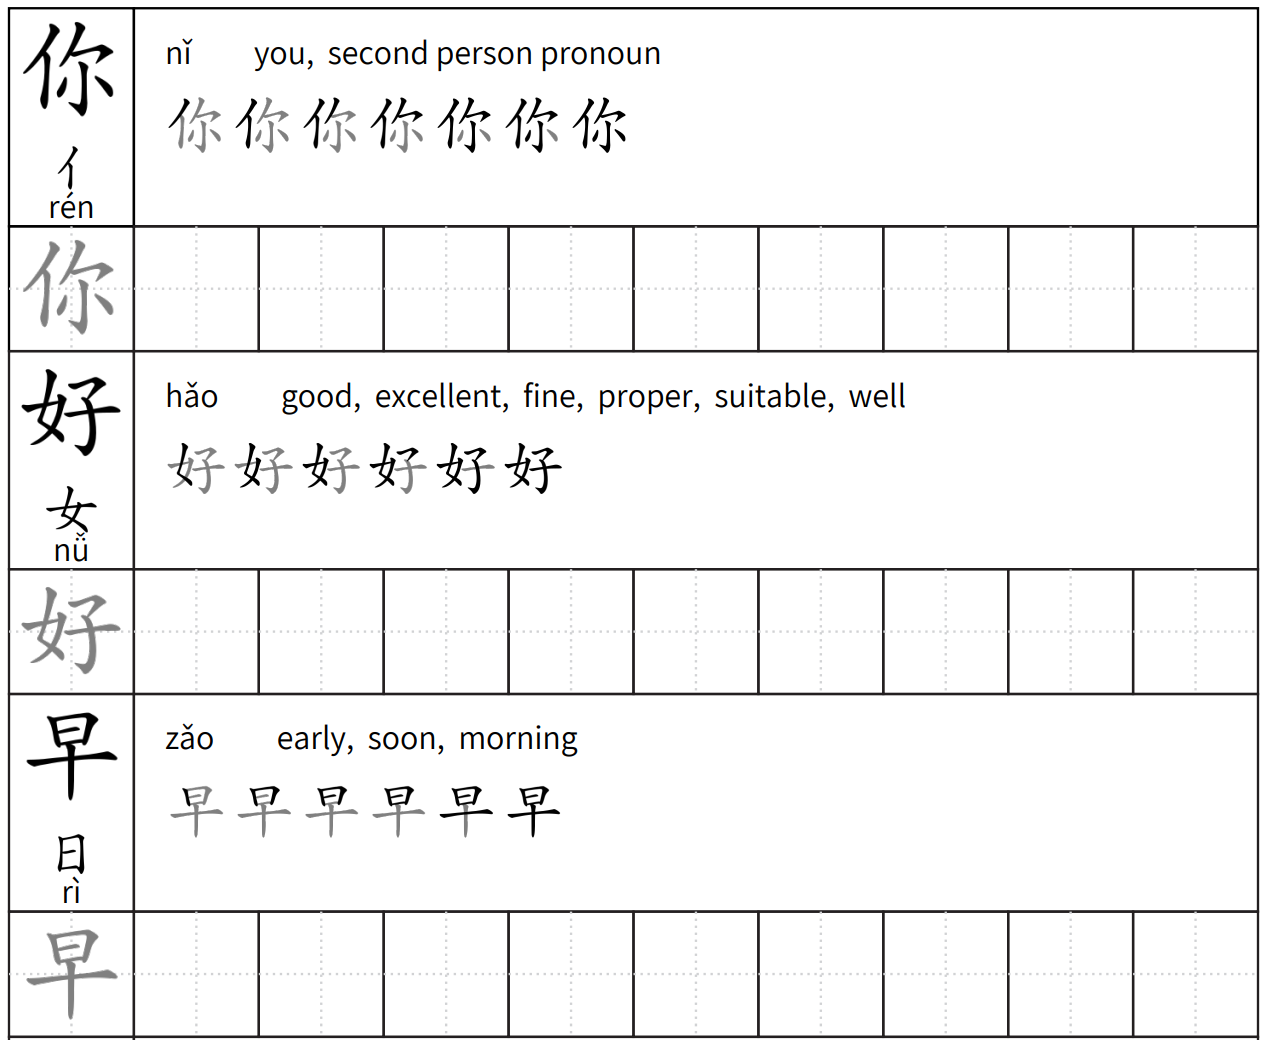 你
亻
rén
nǐ you, second person pronoun
你 你 你 你 你 你 你
你
好
女
nǚ
hǎo good, excellent, fine, proper, suitable, well
好 好 好 好 好 好
好
早
日
rì
zǎo early, soon, morning
早 早 早 早 早 早
早